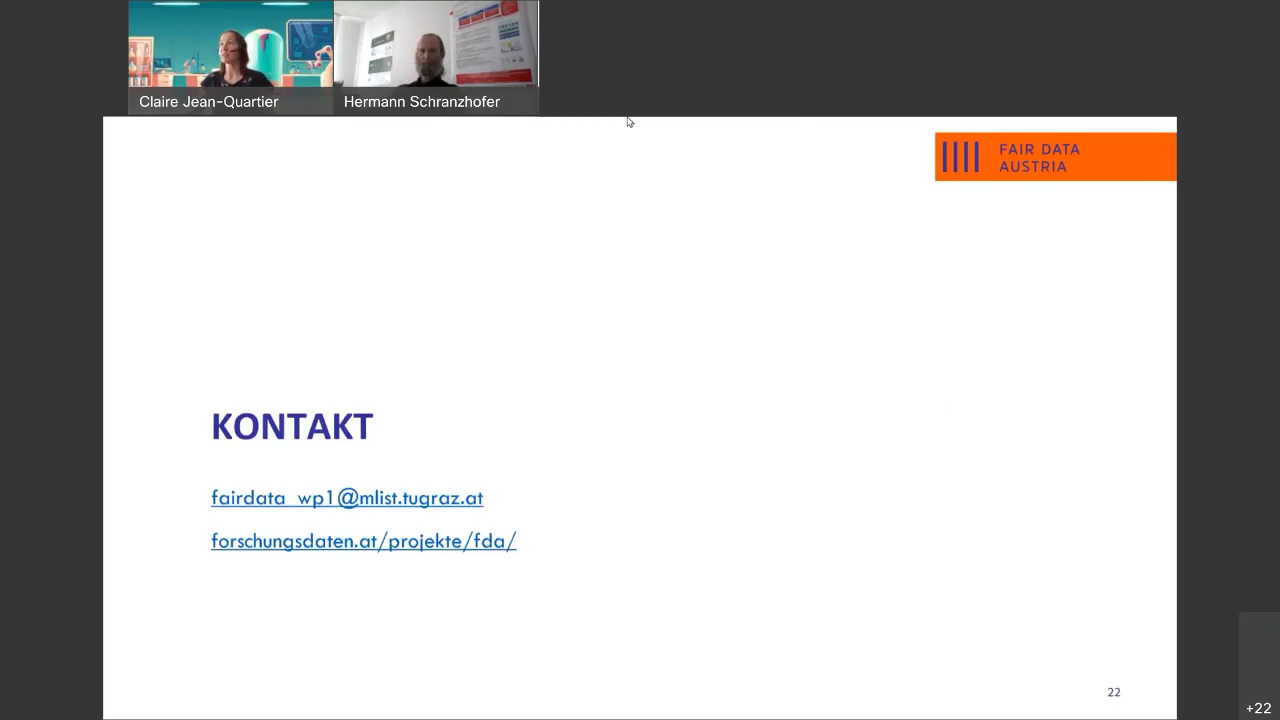 Claire Jean-Quartier
Hermann Schranzhofer
FAIR DATA
AUSTRIA
KONTAKT
fairdata_wp1@mlist.tugraz.at
forschungsdaten.at/projekte/fda/
22
+22